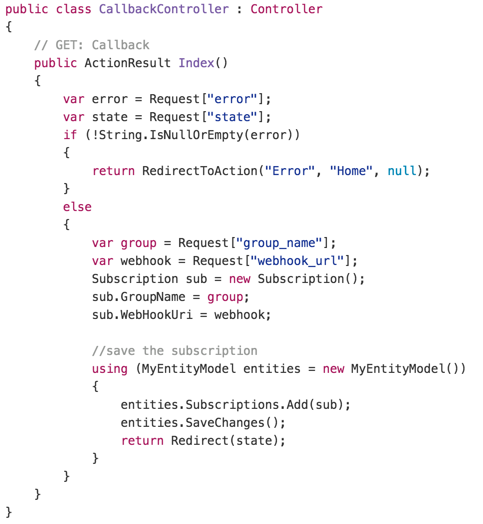 public class CallbackController : Controller
{
    // GET: Callback
    public ActionResult Index()
    {
        var error = Request["error"];
        var state = Request["state"];
        if (!String.IsNullOrEmpty(error))
        {
            return RedirectToAction("Error", "Home", null);
        }
        else
        {
            var group = Request["group_name"];
            var webhook = Request["webhook_url"];
            Subscription sub = new Subscription();
            sub.GroupName = group;
            sub.WebHookUri = webhook;

            //save the subscription
            using (MyEntityModel entities = new MyEntityModel())
            {
                entities.Subscriptions.Add(sub);
                entities.SaveChanges();
                return Redirect(state);
            }
        }
    }
}